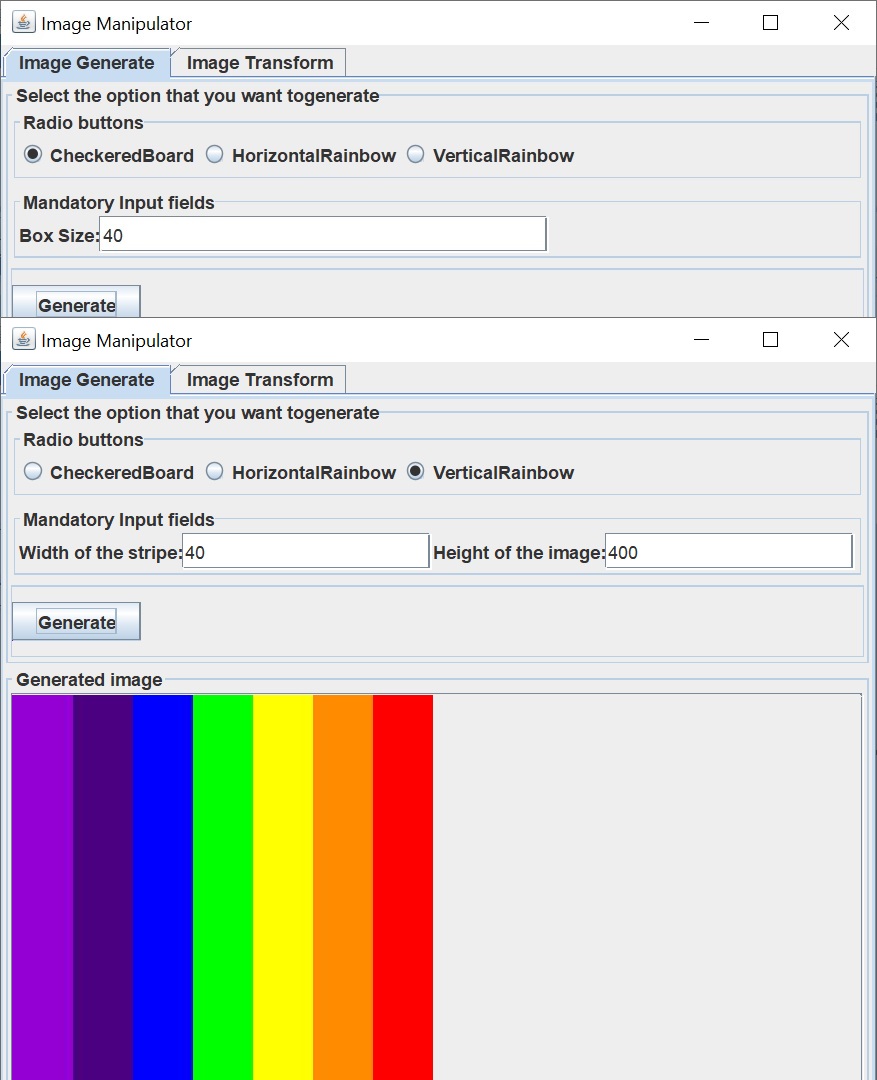 Image Manipulator
Image Generate Image Transform
Select the option that you want togenerate
Radio buttons
CheckeredBoard HorizontalRainbow VerticalRainbow
Mandatory Input fields
Box Size: 40
Generate
Image Manipulator
Image Generate Image Transform
Select the option that you want togenerate
Radio buttons
CheckeredBoard HorizontalRainbow VerticalRainbow
Mandatory Input fields
Width of the stripe: 40 Height of the image: 400
Generate
Generated image